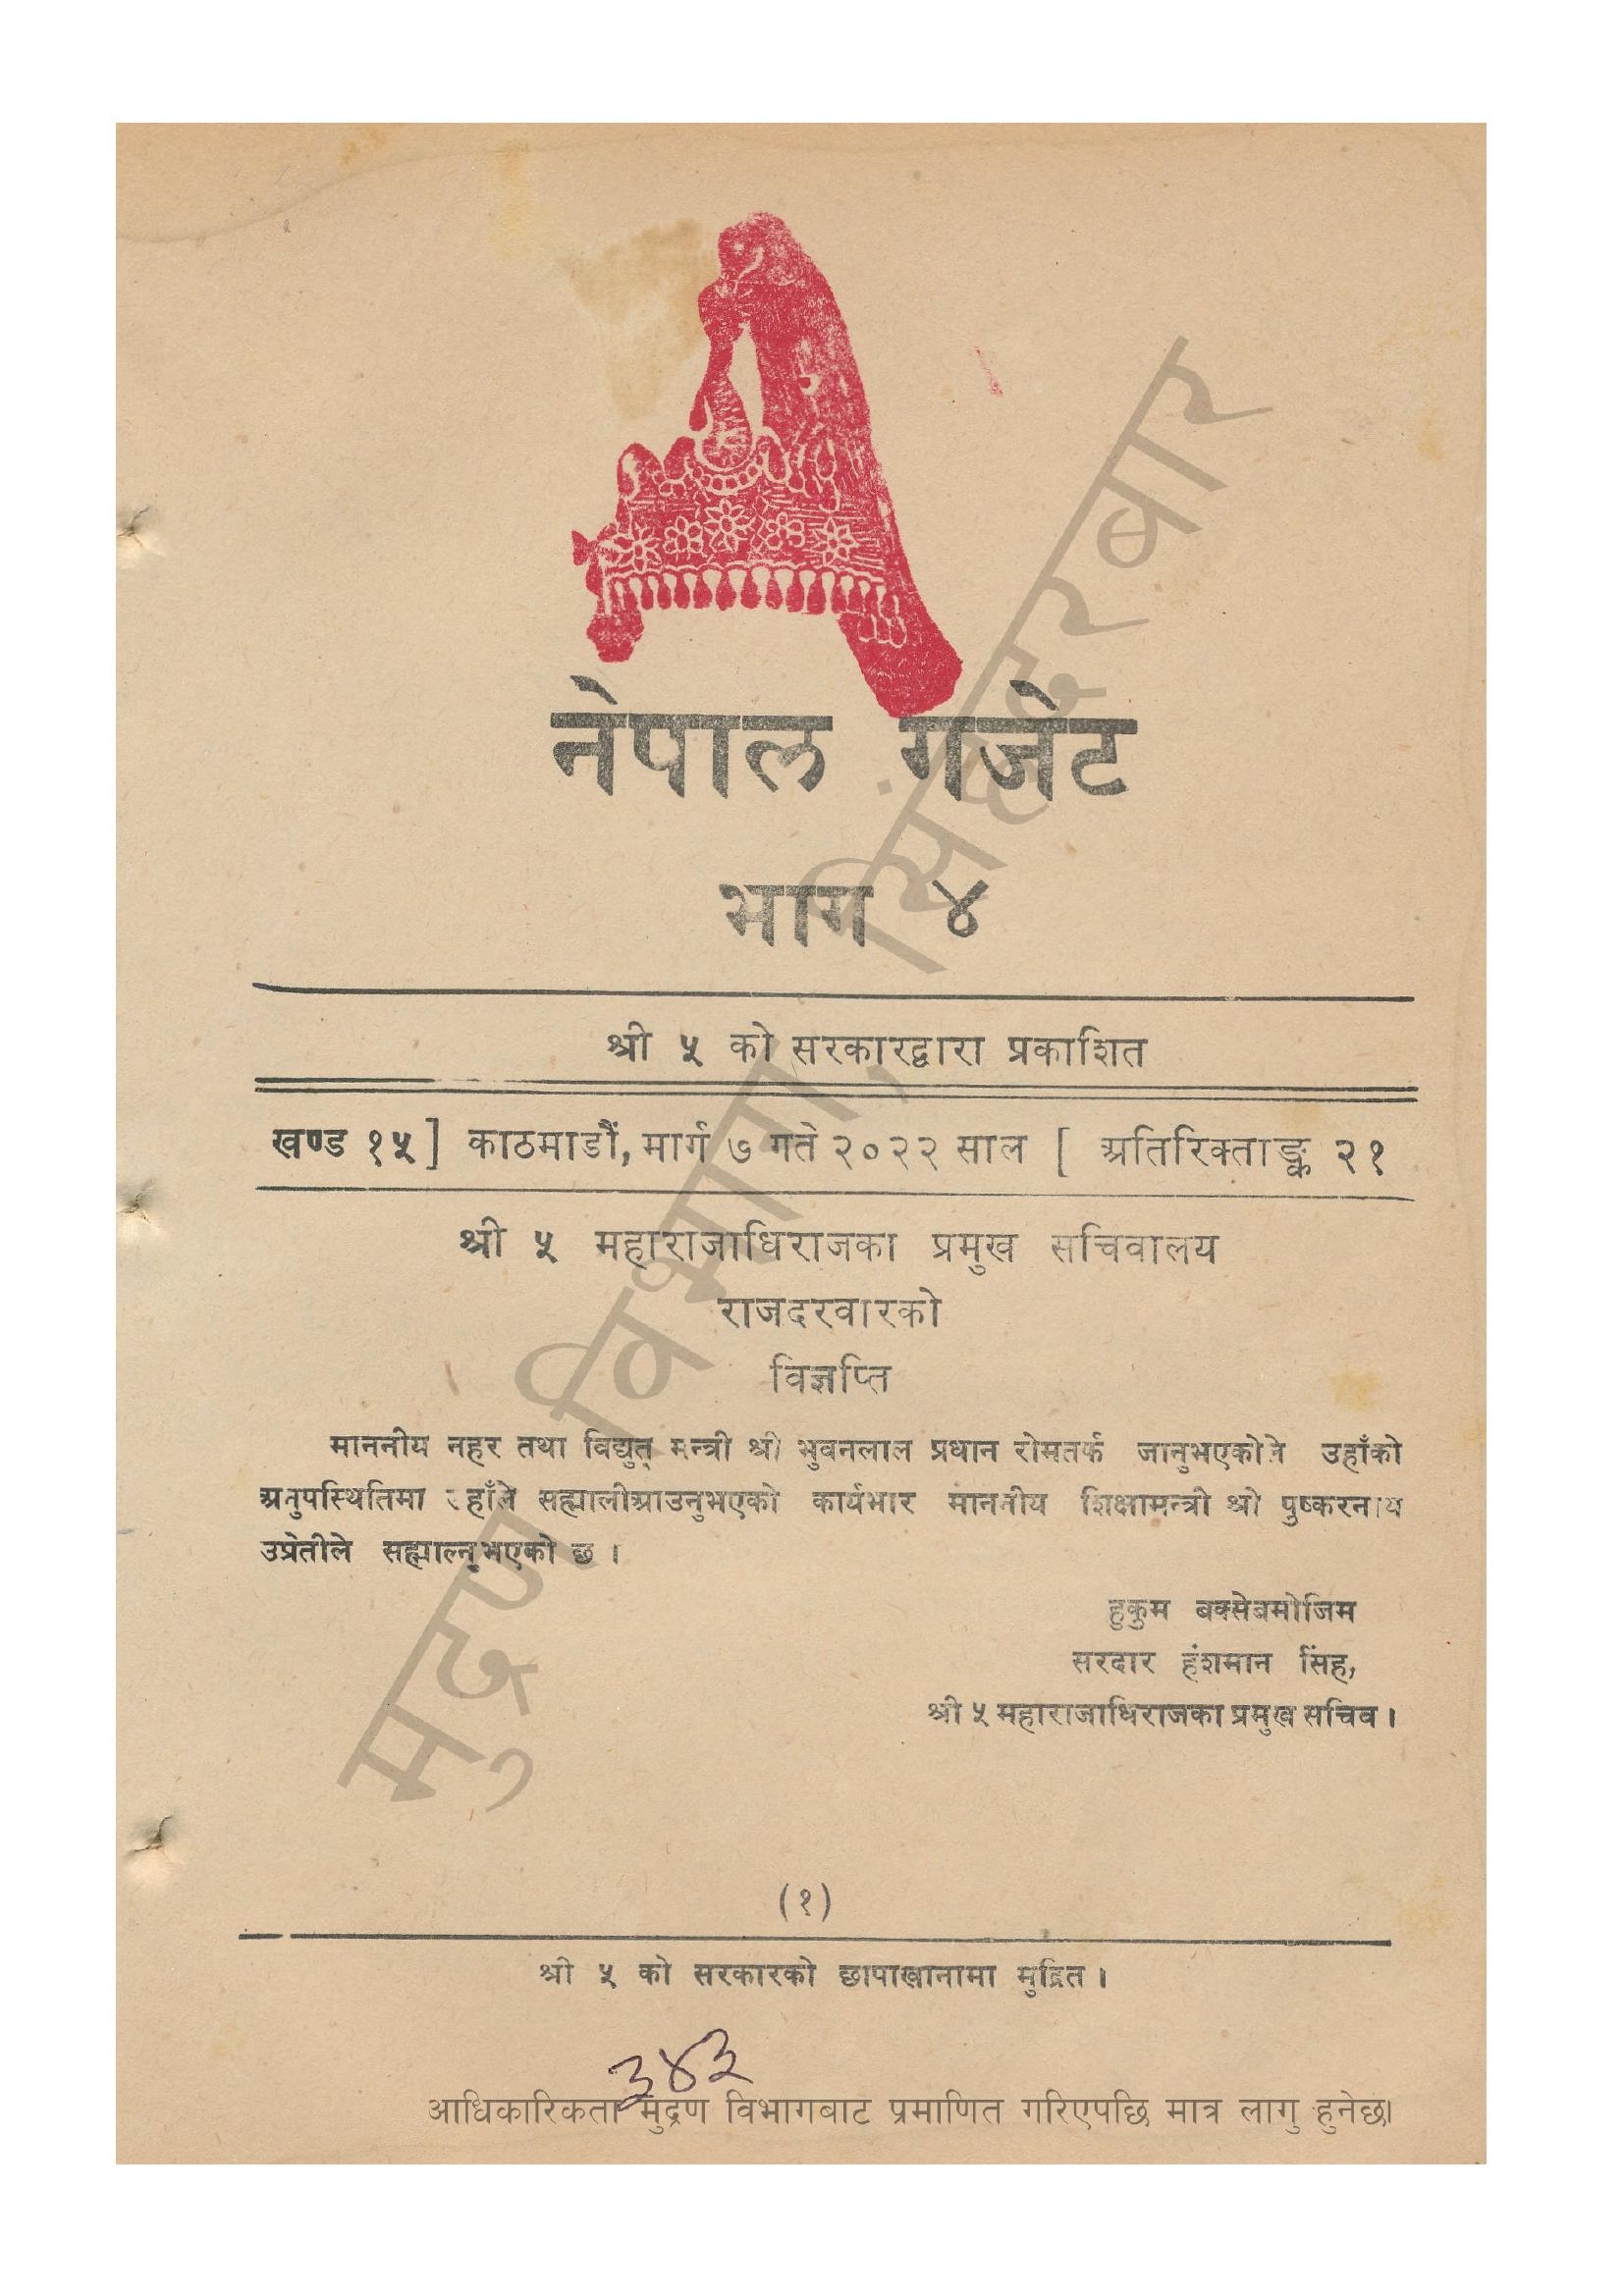 नेपाल गजेट
भाग ४
श्री ५ को सरकारद्वारा प्रकाशित
खण्ड १५ ] काठमाडौं, मार्ग ७ गते २०२२ साल [ अतिरिक्ताङ्क २१
श्री ५ महाराजाधिराजका प्रमुख सचिवालय
राजदरवारको
विज्ञप्ति
माननीय नहर तथा विद्युत् मन्त्री श्री भुवनलाल प्रधान रोमतर्फ जानुभएकोले उहाँको
अनुपस्थितिमा उहाँले सह्मालीआउनुभएको कार्यभार माननीय शिक्षामन्त्री श्री पुष्करनाथ
उप्रेतीले सह्माल्नुभएको छ ।
हुकुम बक्सेबमोजिम
सरदार हंशमान सिंह,
श्री ५ महाराजाधिराजका प्रमुख सचिव ।
(१)
श्री ५ को सरकारको छापाखानामा मुद्रित ।
३४३
आधिकारिकता मुद्रण विभागबाट प्रमाणित गरिएपछि मात्र लागु हुनेछ।
मुद्रण विभाग, सिंहदरबार